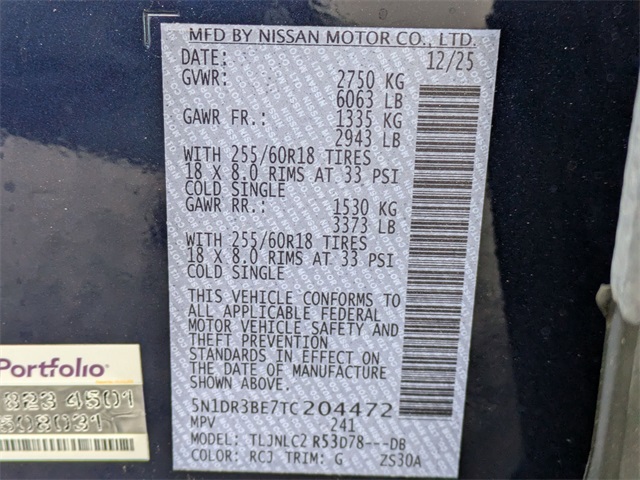 MFD BY NISSAN MOTOR CO., LTD.
DATE: 12/25
GVWR: 2750 KG
6063 LB
GAWR FR.: 1335 KG
2943 LB
WITH 255/60R18 TIRES
18 X 8.0 RIMS AT 33 PSI
COLD SINGLE
GAWR RR.: 1530 KG
3373 LB
WITH 255/60R18 TIRES
18 X 8.0 RIMS AT 33 PSI
COLD SINGLE
THIS VEHICLE CONFORMS TO
ALL APPLICABLE FEDERAL
MOTOR VEHICLE SAFETY AND
THEFT PREVENTION
STANDARDS IN EFFECT ON
THE DATE OF MANUFACTURE
SHOWN ABOVE.
5N1DR3BE7TC204472
MPV 241
MODEL: TLJNLC2 R53D78---DB
COLOR: RCJ TRIM: G ZS30A
Portfolio
823 4501
508031